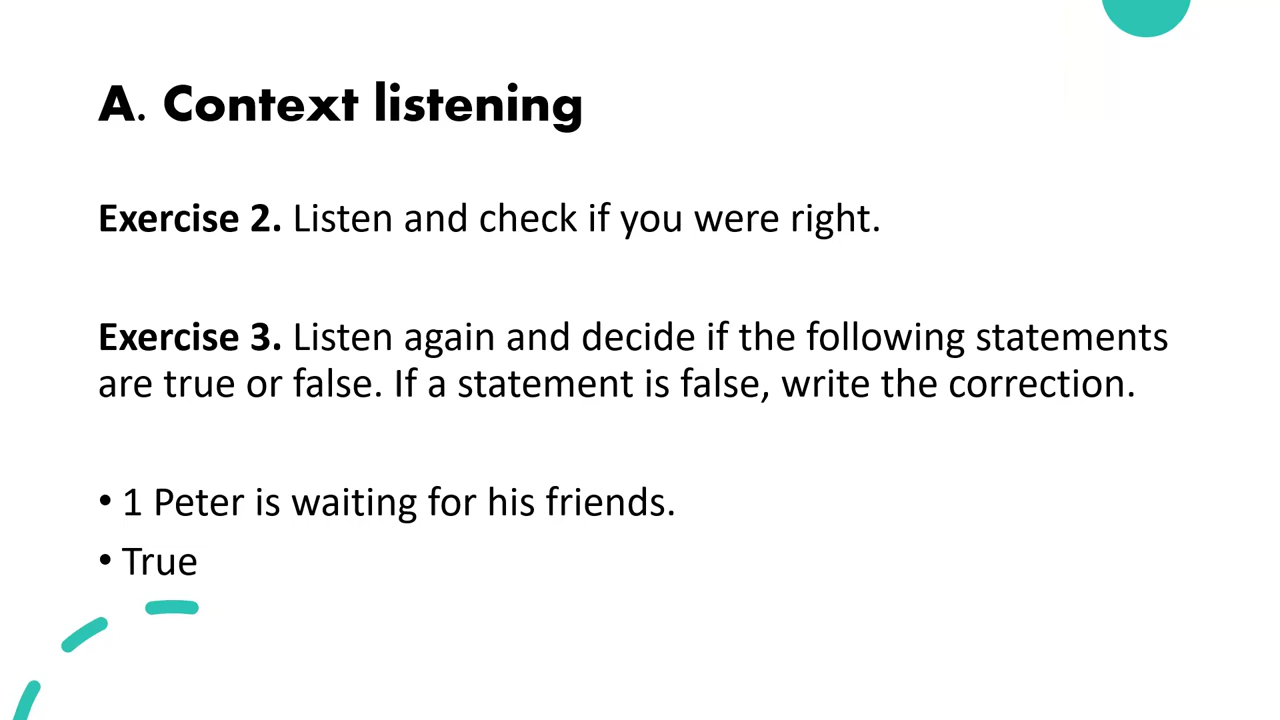 A. Context listening
Exercise 2. Listen and check if you were right.
Exercise 3. Listen again and decide if the following statements
are true or false. If a statement is false, write the correction.
• 1 Peter is waiting for his friends.
• True